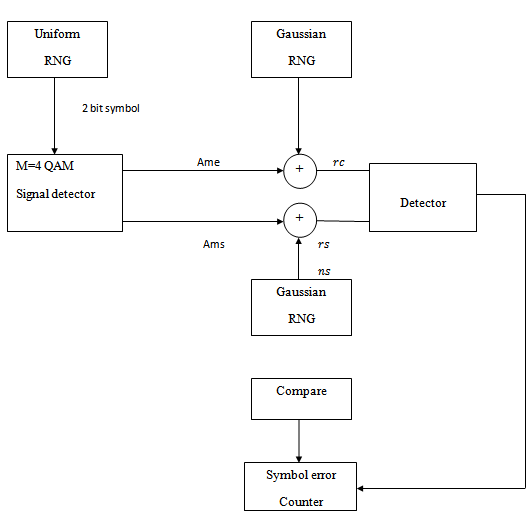 Uniform
RNG
Gaussian
RNG
2 bit symbol
M=4 QAM
Signal detector
Ame
+
rc
Detector
Ams
+
rs
ns
Gaussian
RNG
Compare
Symbol error
Counter